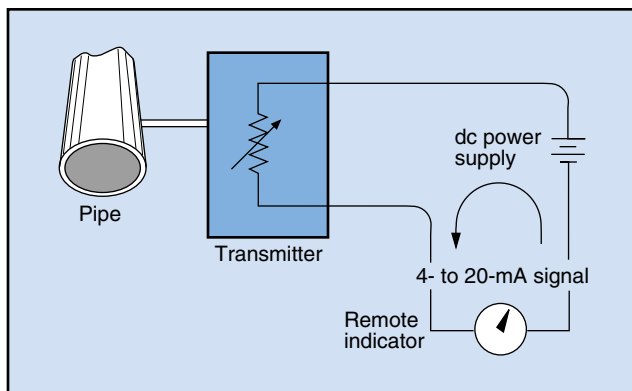 dc power
supply
Pipe
Transmitter
4- to 20-mA signal
Remote
indicator